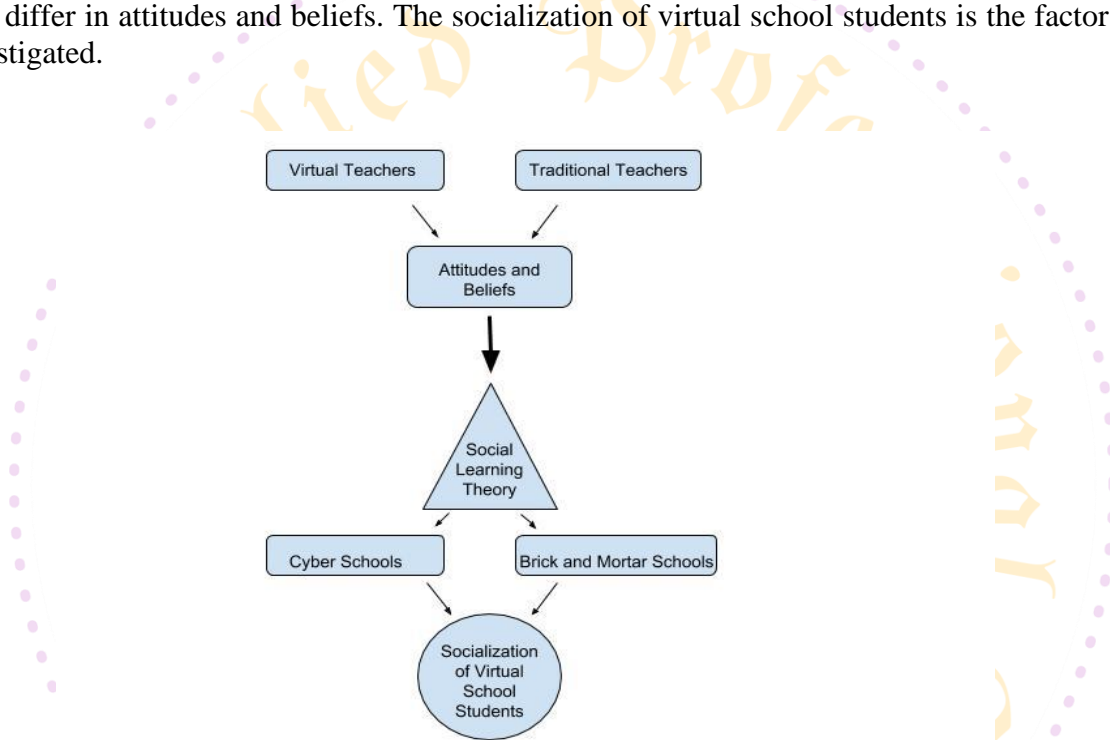 differ in attitudes and beliefs. The socialization of virtual school students is the factor
stigated.
Virtual Teachers
Traditional Teachers
Attitudes and
Beliefs
Social
Learning
Theory
Cyber Schools
Brick and Mortar Schools
Socialization
of Virtual
School
Students